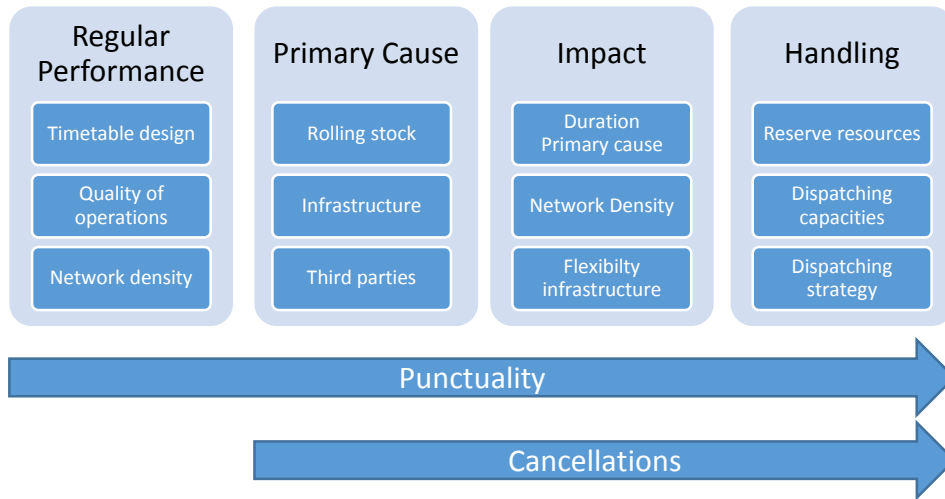 Regular
Performance
Timetable design
Quality of
operations
Network density
Primary Cause
Rolling stock
Infrastructure
Third parties
Impact
Duration
Primary cause
Network Density
Flexibilty
infrastructure
Handling
Reserve resources
Dispatching
capacities
Dispatching
strategy
Punctuality
Cancellations